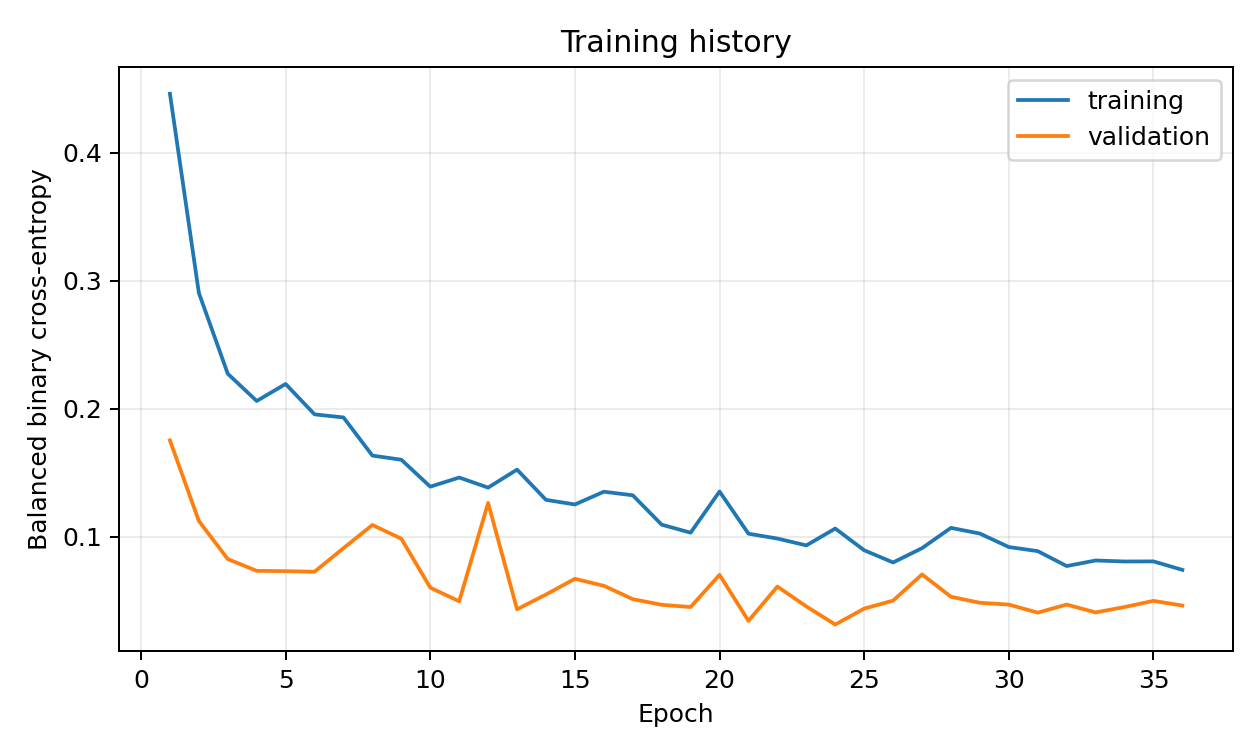 Training history
training
validation
Balanced binary cross-entropy
0.4
0.3
0.2
0.1
0 5 10 15 20 25 30 35
Epoch